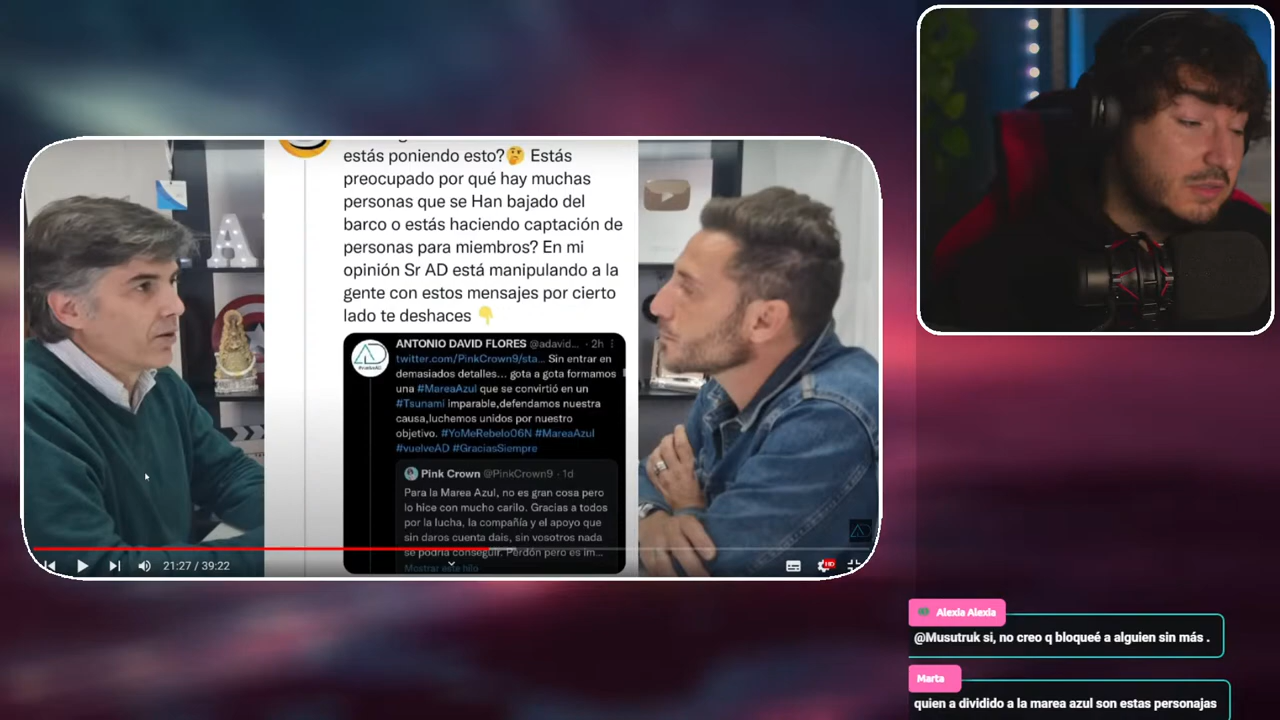 estás poniendo esto?🤔 Estás
preocupado por qué hay muchas
personas que se Han bajado del
barco o estás haciendo captación de
personas para miembros? En mi
opinión Sr AD está manipulando a la
gente con estos mensajes por cierto
lado te deshaces 👇
ANTONIO DAVID FLORES @adavid... · 2h
twitter.com/PinkCrown9/sta... Sin entrar en
demasiados detalles... gota a gota formamos
una #MareaAzul que se convirtió en un
#Tsunami imparable,defendamos nuestra
causa,luchemos unidos por nuestro
objetivo. #YoMeRebelo06N #MareaAzul
#vuelveAD #GraciasSiempre
Pink Crown @PinkCrown9 · 1d
Para la Marea Azul, no es gran cosa pero
lo hice con mucho carilo. Gracias a todos
por la lucha, la compañía y el apoyo que
sin daros cuenta dais, sin vosotros nada
se podría conseguir. Perdón pero es im...
Mostrar este hilo
A
21:27 / 39:22
HD
Alexia Alexia
@Musutruk si, no creo q bloqueé a alguien sin más .
Marta
quien a dividido a la marea azul son estas personajas